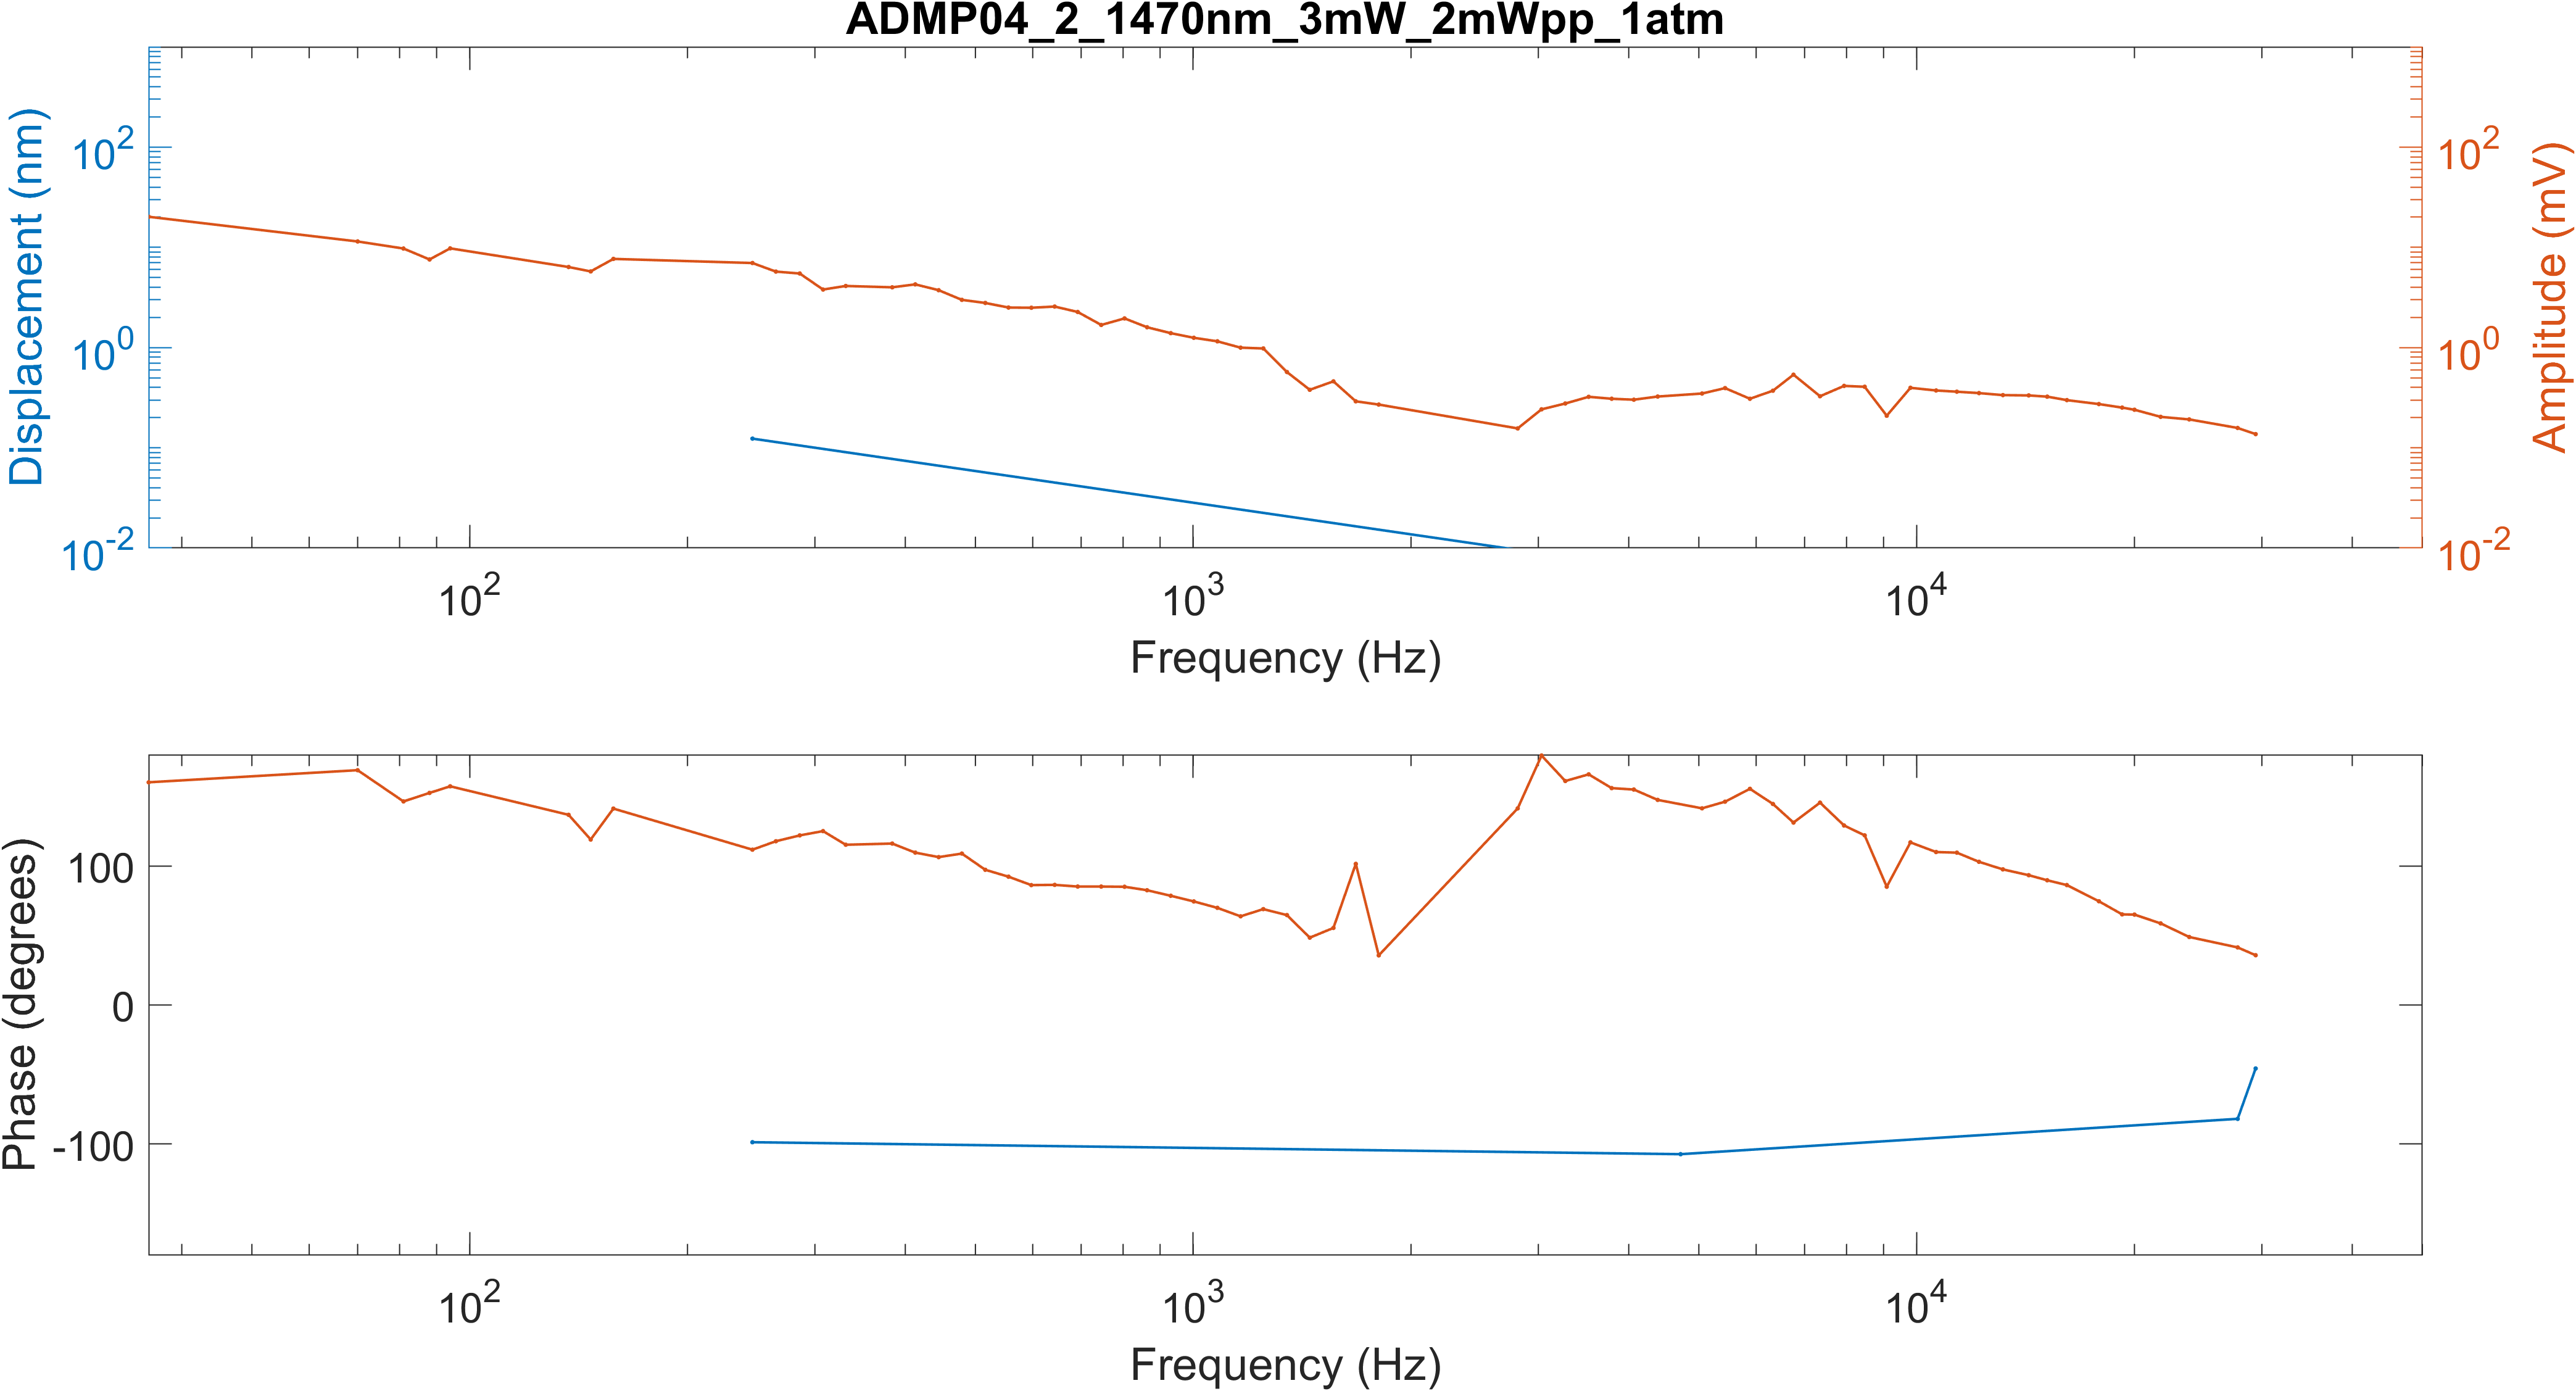 ADMP04_2_1470nm_3mW_2mWpp_1atm
Displacement (nm)
10^2
10^0
10^-2
Amplitude (mV)
10^2
10^0
10^-2
10^2 10^3 10^4
Frequency (Hz)
Phase (degrees)
100
0
-100
10^2 10^3 10^4
Frequency (Hz)